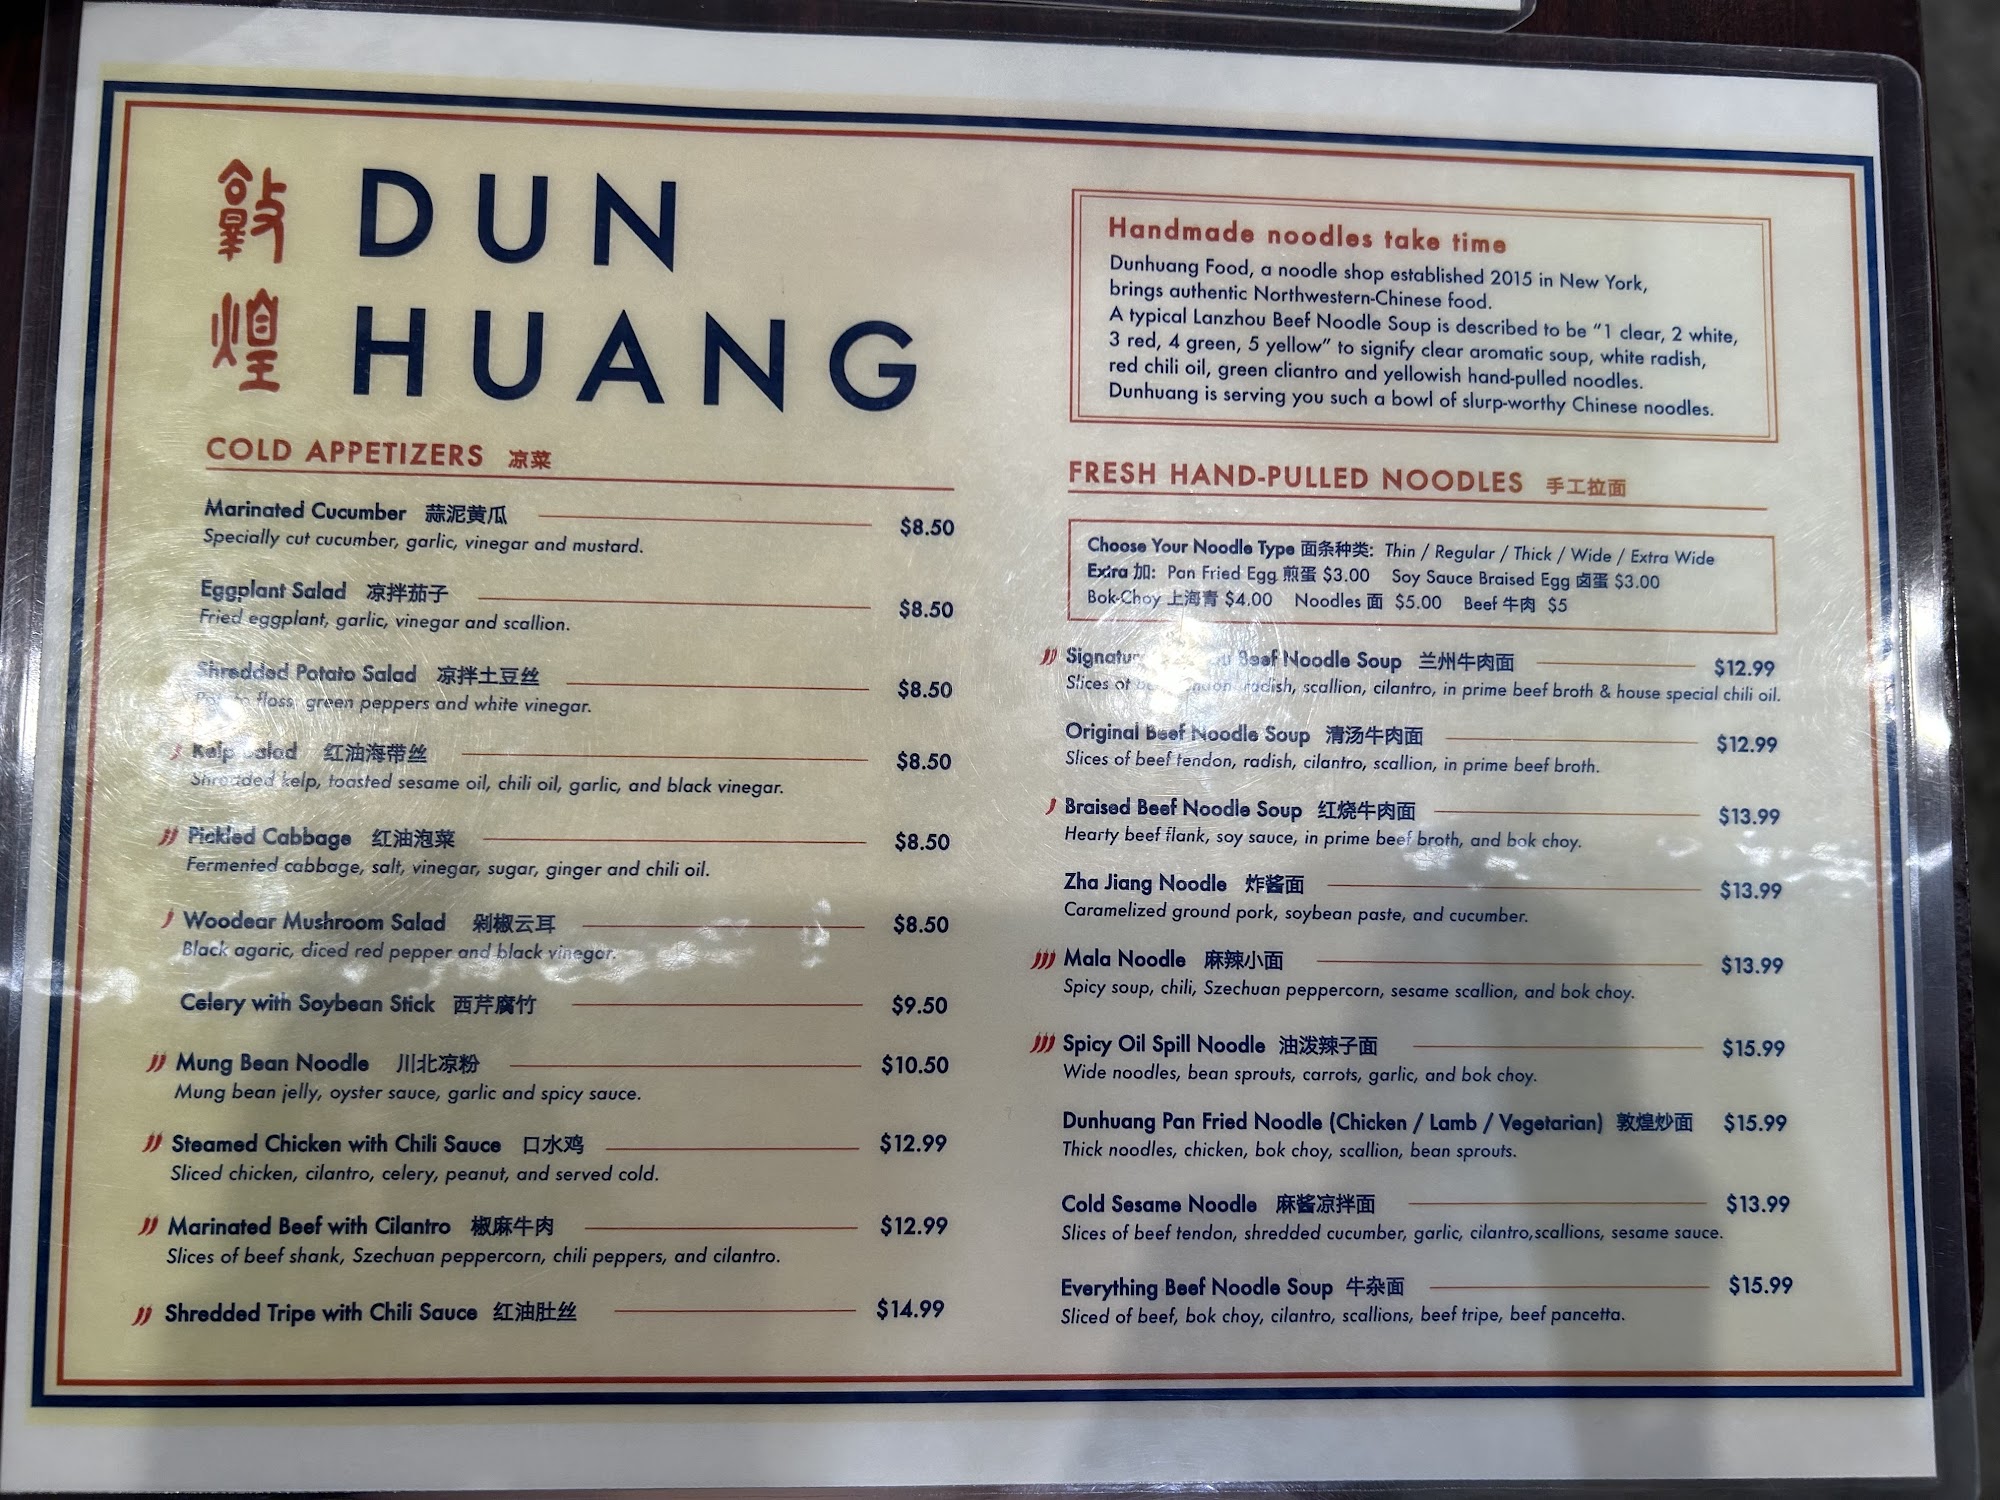 敦煌
DUN
HUANG
COLD APPETIZERS 凉菜
Marinated Cucumber 蒜泥黄瓜 $8.50
Specially cut cucumber, garlic, vinegar and mustard.
Eggplant Salad 凉拌茄子 $8.50
Fried eggplant, garlic, vinegar and scallion.
Shredded Potato Salad 凉拌土豆丝 $8.50
Potato floss, green peppers and white vinegar.
Kelp Salad 红油海带丝 $8.50
Shredded kelp, toasted sesame oil, chili oil, garlic, and black vinegar.
Pickled Cabbage 红油泡菜 $8.50
Fermented cabbage, salt, vinegar, sugar, ginger and chili oil.
Woodear Mushroom Salad 剁椒云耳 $8.50
Black agaric, diced red pepper and black vinegar.
Celery with Soybean Stick 西芹腐竹 $9.50
Mung Bean Noodle 川北凉粉 $10.50
Mung bean jelly, oyster sauce, garlic and spicy sauce.
Steamed Chicken with Chili Sauce 口水鸡 $12.99
Sliced chicken, cilantro, celery, peanut, and served cold.
Marinated Beef with Cilantro 椒麻牛肉 $12.99
Slices of beef shank, Szechuan peppercorn, chili peppers, and cilantro.
Shredded Tripe with Chili Sauce 红油肚丝 $14.99
Handmade noodles take time
Dunhuang Food, a noodle shop established 2015 in New York,
brings authentic Northwestern-Chinese food.
A typical Lanzhou Beef Noodle Soup is described to be "1 clear, 2 white,
3 red, 4 green, 5 yellow" to signify clear aromatic soup, white radish,
red chili oil, green cliantro and yellowish hand-pulled noodles.
Dunhuang is serving you such a bowl of slurp-worthy Chinese noodles.
FRESH HAND-PULLED NOODLES 手工拉面
Choose Your Noodle Type 面条种类: Thin / Regular / Thick / Wide / Extra Wide
Extra 加: Pan Fried Egg 煎蛋 $3.00 Soy Sauce Braised Egg 卤蛋 $3.00
Bok-Choy 上海青 $4.00 Noodles 面 $5.00 Beef 牛肉 $5
Signature Beef Noodle Soup 兰州牛肉面 $12.99
Slices of radish, scallion, cilantro, in prime beef broth & house special chili oil.
Original Beef Noodle Soup 清汤牛肉面 $12.99
Slices of beef tendon, radish, cilantro, scallion, in prime beef broth.
Braised Beef Noodle Soup 红烧牛肉面 $13.99
Hearty beef flank, soy sauce, in prime beef broth, and bok choy.
Zha Jiang Noodle 炸酱面 $13.99
Caramelized ground pork, soybean paste, and cucumber.
Mala Noodle 麻辣小面 $13.99
Spicy soup, chili, Szechuan peppercorn, sesame scallion, and bok choy.
Spicy Oil Spill Noodle 油泼辣子面 $15.99
Wide noodles, bean sprouts, carrots, garlic, and bok choy.
Dunhuang Pan Fried Noodle (Chicken / Lamb / Vegetarian) 敦煌炒面 $15.99
Thick noodles, chicken, bok choy, scallion, bean sprouts.
Cold Sesame Noodle 麻酱凉拌面 $13.99
Slices of beef tendon, shredded cucumber, garlic, cilantro,scallions, sesame sauce.
Everything Beef Noodle Soup 牛杂面 $15.99
Sliced of beef, bok choy, cilantro, scallions, beef tripe, beef pancetta.